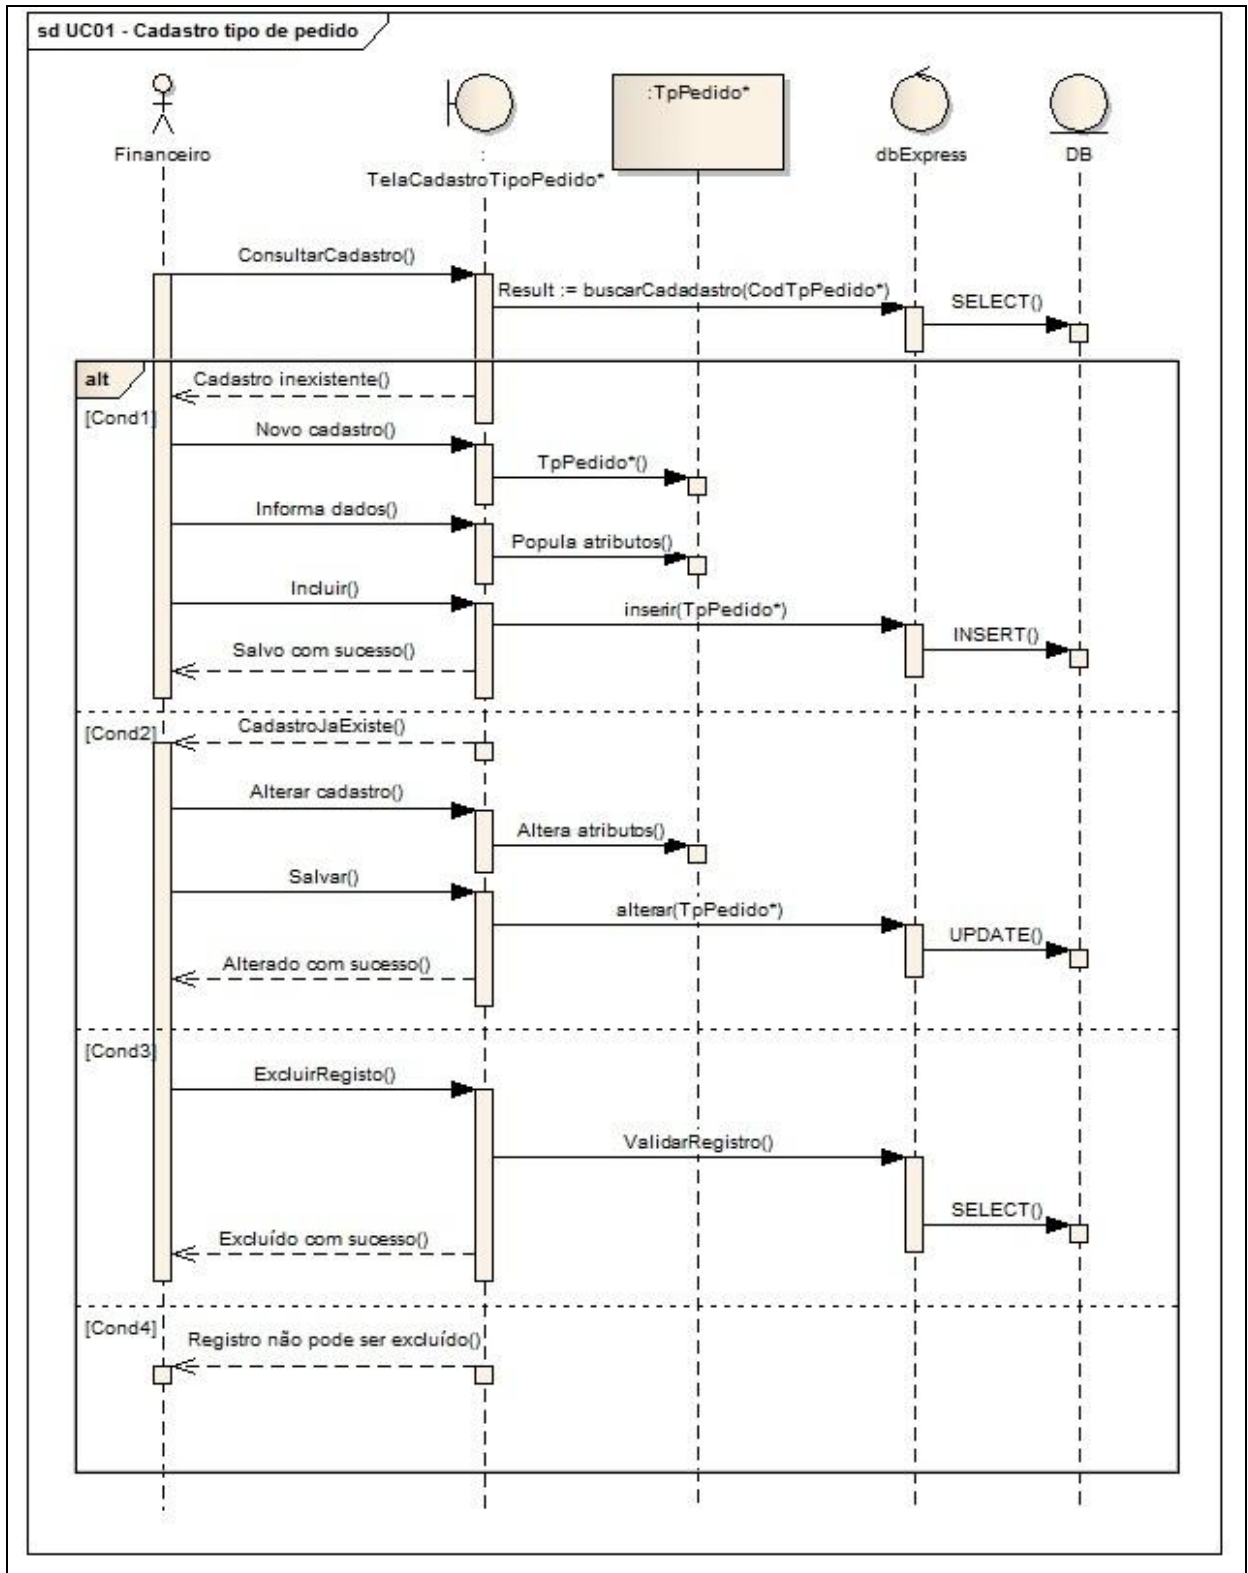 sd UC01 - Cadastro tipo de pedido
Financeiro
:
TelaCadastroTipoPedido*
:TpPedido*
dbExpress
DB
ConsultarCadastro()
Result := buscarCadadastro(CodTpPedido*)
SELECT()
alt
Cadastro inexistente()
[Cond1]
Novo cadastro()
TpPedido*()
Informa dados()
Popula atributos()
Incluir()
inserir(TpPedido*)
INSERT()
Salvo com sucesso()
[Cond2]
CadastroJaExiste()
Alterar cadastro()
Altera atributos()
Salvar()
alterar(TpPedido*)
UPDATE()
Alterado com sucesso()
[Cond3]
ExcluirRegisto()
ValidarRegistro()
SELECT()
Excluído com sucesso()
[Cond4]
Registro não pode ser excluído()